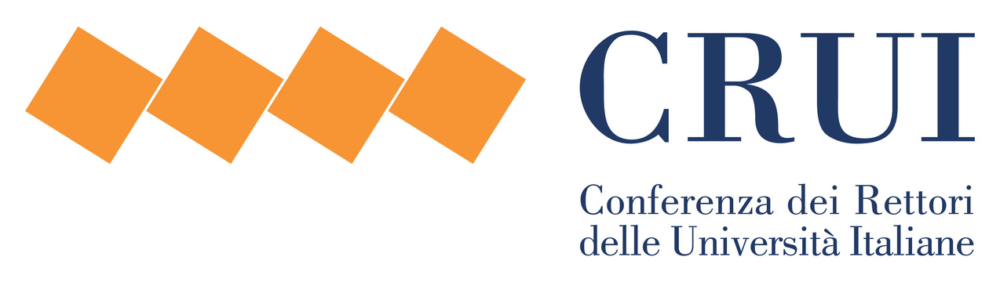 CRUI
Conferenza dei Rettori
delle Università Italiane